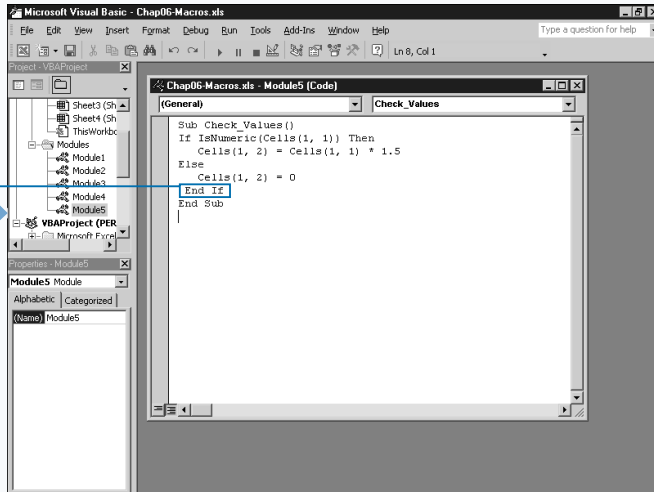 Microsoft Visual Basic - Chap06-Macros.xls
File Edit View Insert Format Debug Run Tools Add-Ins Window Help
Type a question for help
Ln 8, Col 1
Project - VBAProject
Sheet3 (Sh
Sheet4 (Sh
ThisWorkbo
Modules
Module1
Module2
Module3
Module4
Module5
VBAProject (PER
Microsoft Excel
Properties - Module5
Module5 Module
Alphabetic Categorized
(Name) Module5
Chap06-Macros.xls - Module5 (Code)
(General) Check_Values
Sub Check_Values()
If IsNumeric(Cells(1, 1)) Then
Cells(1, 2) = Cells(1, 1) * 1.5
Else
Cells(1, 2) = 0
End If
End Sub